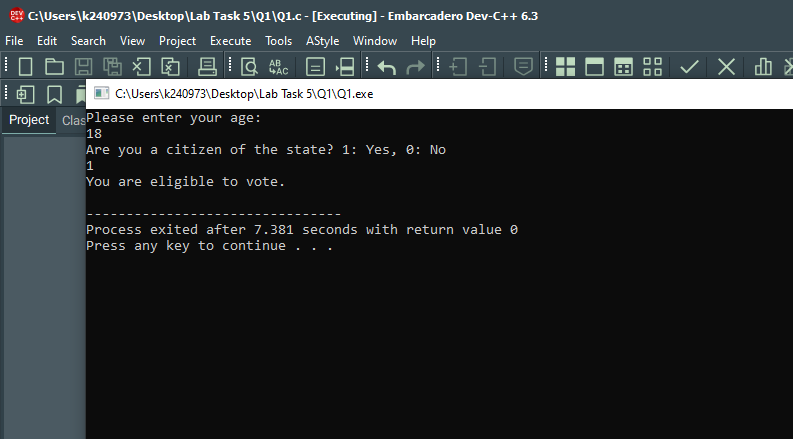 C:\Users\k240973\Desktop\Lab Task 5\Q1\Q1.c - [Executing] - Embarcadero Dev-C++ 6.3
File Edit Search View Project Execute Tools AStyle Window Help
C:\Users\k240973\Desktop\Lab Task 5\Q1\Q1.exe
Project Clas
Please enter your age:
18
Are you a citizen of the state? 1: Yes, 0: No
1
You are eligible to vote.
--------------------------------
Process exited after 7.381 seconds with return value 0
Press any key to continue . . .